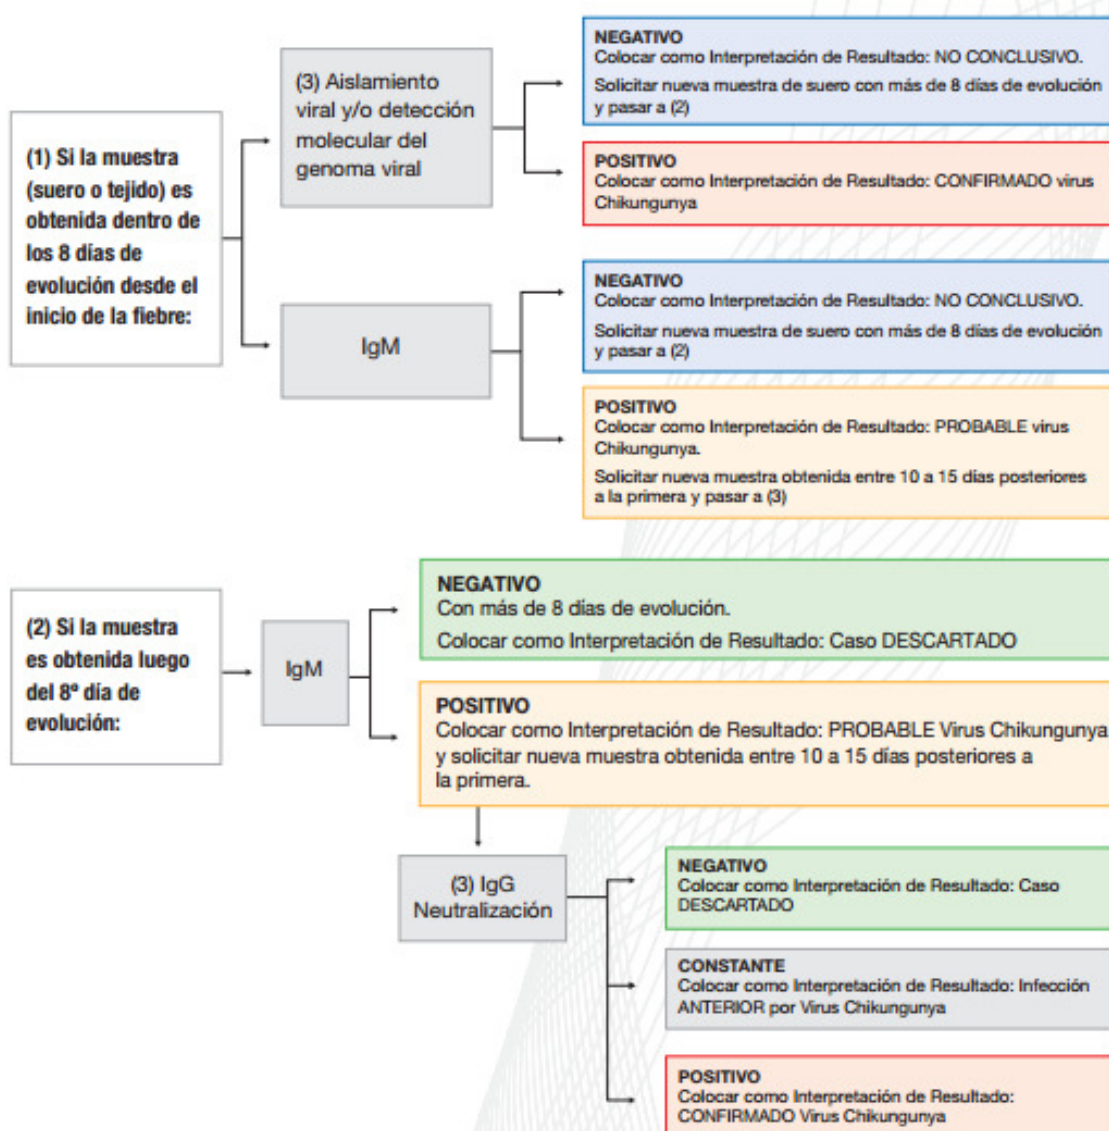 (1) Si la muestra
(suero o tejido) es
obtenida dentro de
los 8 días de
evolución desde el
inicio de la fiebre:
(3) Aislamiento
viral y/o detección
molecular del
genoma viral
NEGATIVO
Colocar como Interpretación de Resultado: NO CONCLUSIVO.
Solicitar nueva muestra de suero con más de 8 días de evolución
y pasar a (2)
POSITIVO
Colocar como Interpretación de Resultado: CONFIRMADO virus
Chikungunya
IgM
NEGATIVO
Colocar como Interpretación de Resultado: NO CONCLUSIVO.
Solicitar nueva muestra de suero con más de 8 días de evolución
y pasar a (2)
POSITIVO
Colocar como Interpretación de Resultado: PROBABLE virus
Chikungunya.
Solicitar nueva muestra obtenida entre 10 a 15 días posteriores
a la primera y pasar a (3)
(2) Si la muestra
es obtenida luego
del 8º día de
evolución:
IgM
NEGATIVO
Con más de 8 días de evolución.
Colocar como Interpretación de Resultado: Caso DESCARTADO
POSITIVO
Colocar como Interpretación de Resultado: PROBABLE Virus Chikungunya
y solicitar nueva muestra obtenida entre 10 a 15 días posteriores a
la primera.
(3) IgG
Neutralización
NEGATIVO
Colocar como Interpretación de Resultado: Caso
DESCARTADO
CONSTANTE
Colocar como Interpretación de Resultado: Infección
ANTERIOR por Virus Chikungunya
POSITIVO
Colocar como Interpretación de Resultado:
CONFIRMADO Virus Chikungunya